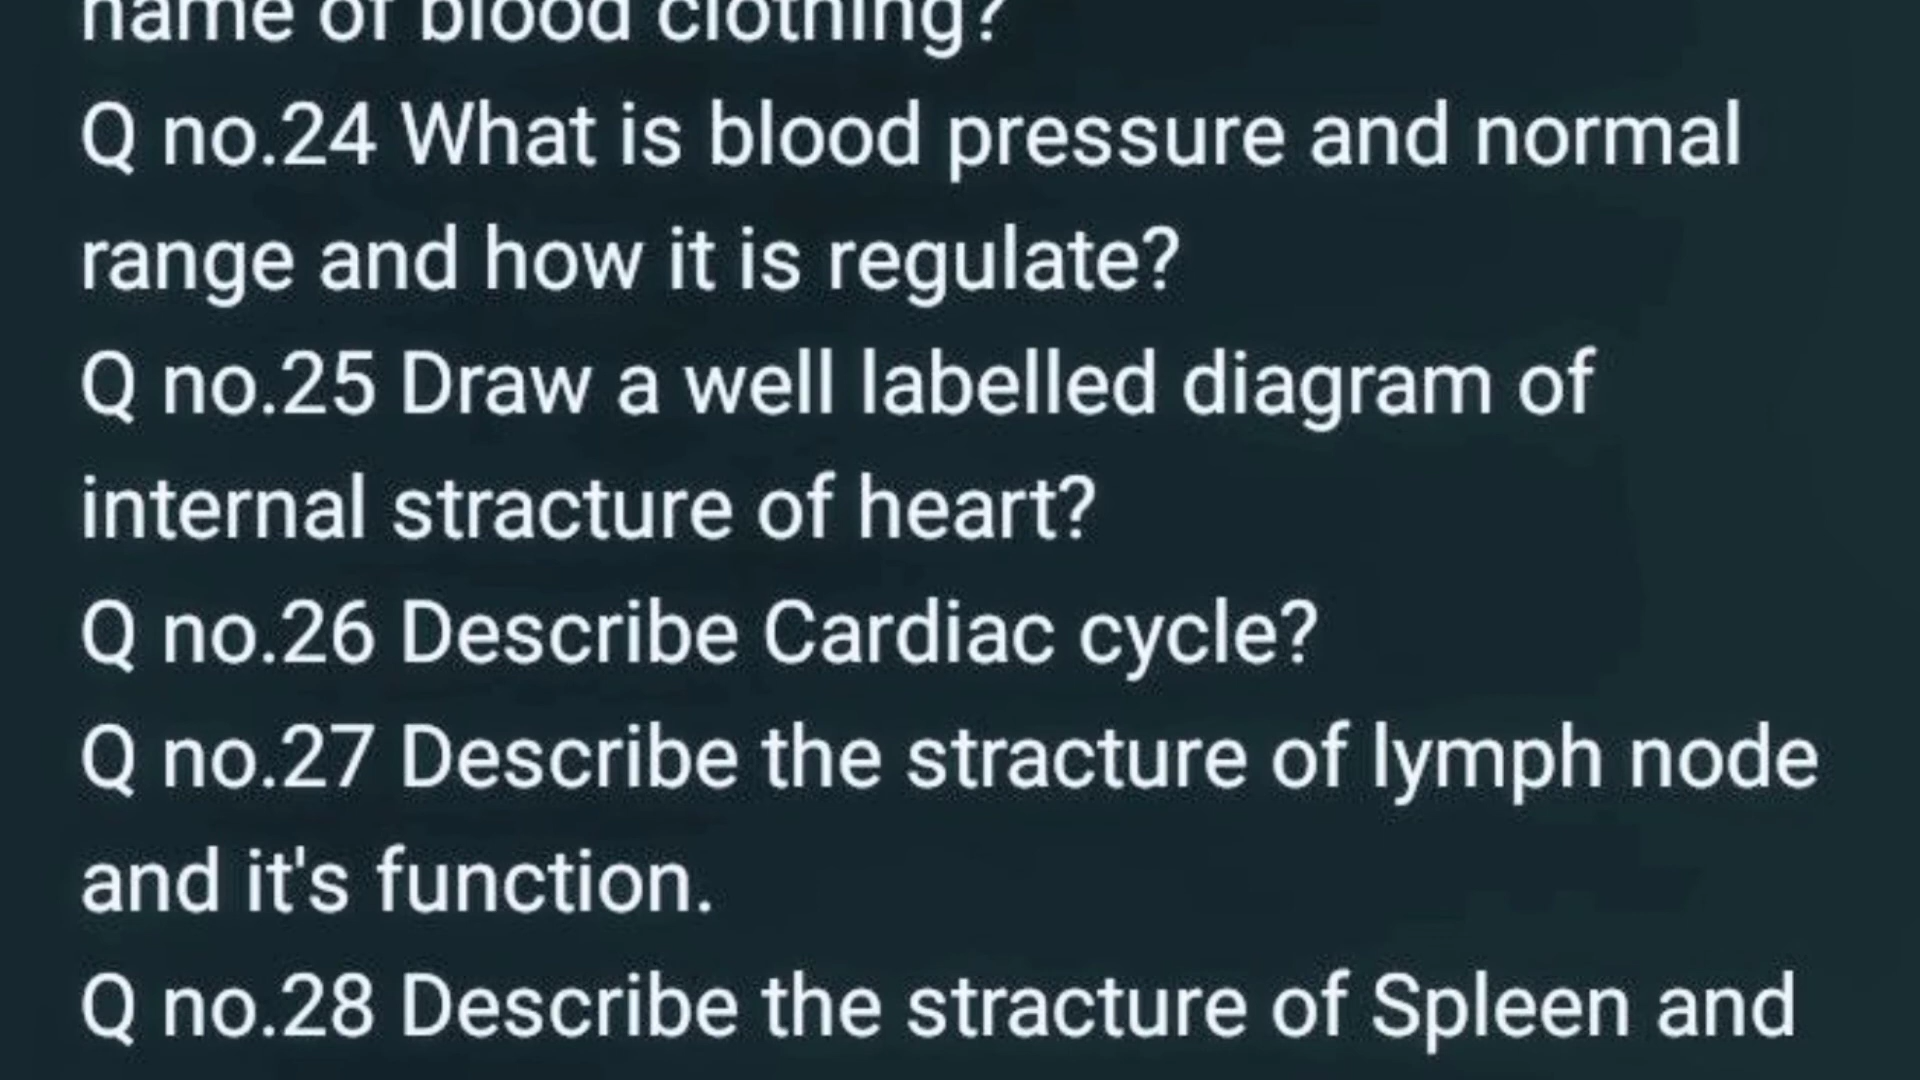 name of blood clothing?
Q no.24 What is blood pressure and normal
range and how it is regulate?
Q no.25 Draw a well labelled diagram of
internal stracture of heart?
Q no.26 Describe Cardiac cycle?
Q no.27 Describe the stracture of lymph node
and it's function.
Q no.28 Describe the stracture of Spleen and